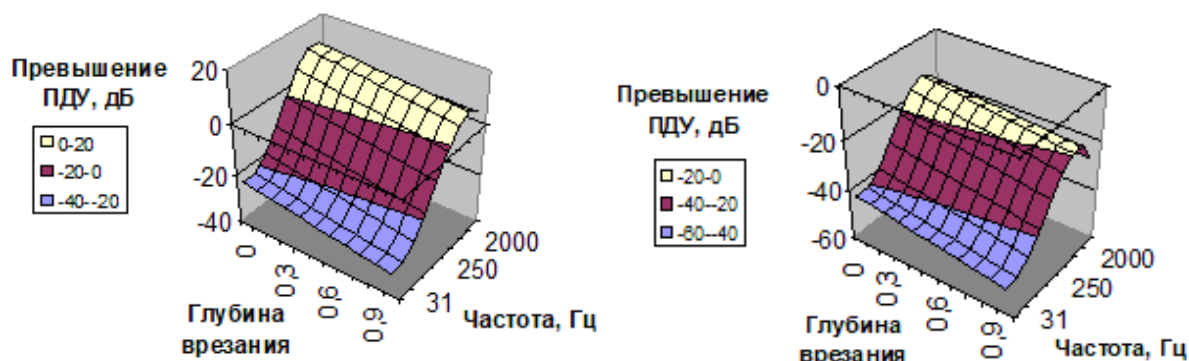 Превышение
ПДУ, дБ
0-20
-20-0
-40--20
20
0
-20
-40
0
0,3
0,6
0,9
31
250
2000
Глубина
врезания
Частота, Гц
Превышение
ПДУ, дБ
-20-0
-40--20
-60--40
0
-20
-40
-60
0
0,3
0,6
0,9
31
250
2000
Глубина
врезания
Частота, Гц